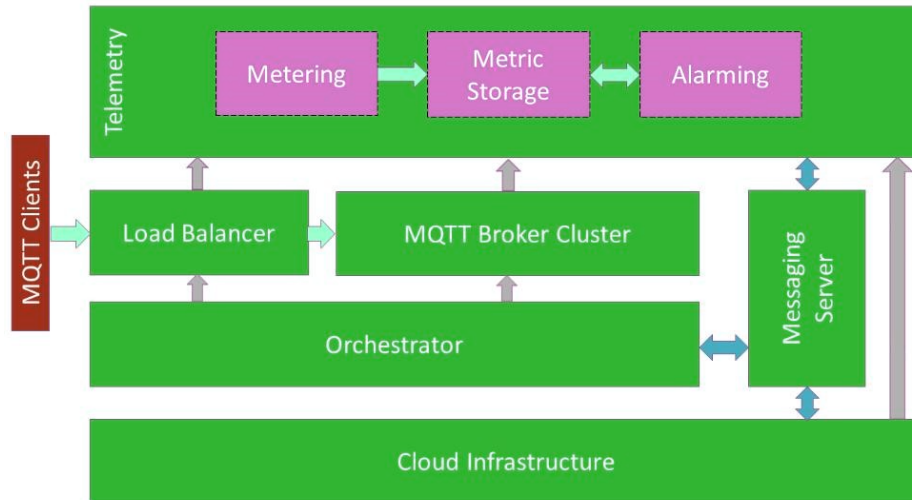 Telemetry
Metering
Metric
Storage
Alarming
MQTT Clients
Load Balancer
MQTT Broker Cluster
Messaging
Server
Orchestrator
Cloud Infrastructure